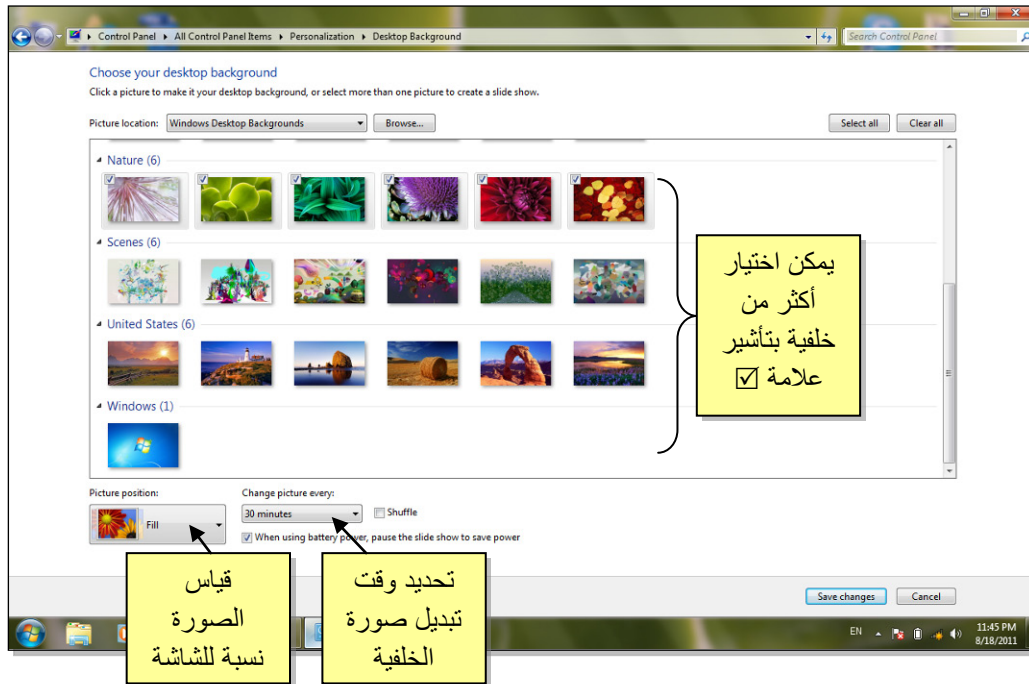 Control Panel ▸ All Control Panel Items ▸ Personalization ▸ Desktop Background
Search Control Panel
Choose your desktop background
Click a picture to make it your desktop background, or select more than one picture to create a slide show.
Picture location: Windows Desktop Backgrounds Browse... Select all Clear all
Nature (6)
Scenes (6)
United States (6)
Windows (1)
يمكن اختيار
أكثر من
خلفية بتأشير
علامة ☑
Picture position: Change picture every:
Fill 30 minutes Shuffle
When using battery power, pause the slide show to save power
قياس
الصورة
نسبة للشاشة
تحديد وقت
تبديل صورة
الخلفية
Save changes Cancel
EN 11:45 PM
8/18/2011